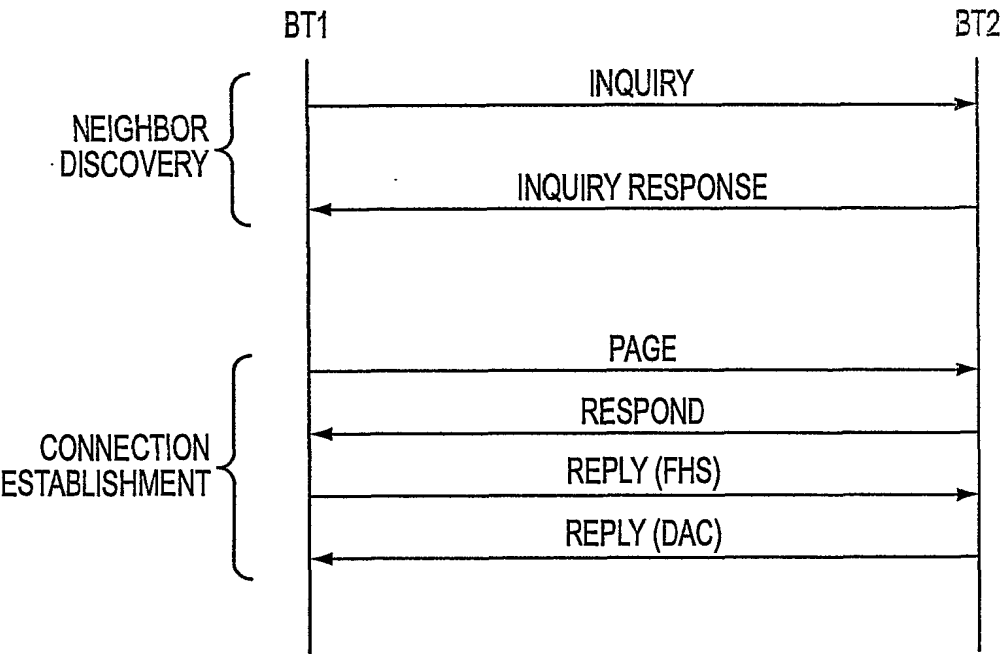 BT1
BT2
INQUIRY
NEIGHBOR
DISCOVERY
INQUIRY RESPONSE
PAGE
RESPOND
CONNECTION
ESTABLISHMENT
REPLY (FHS)
REPLY (DAC)